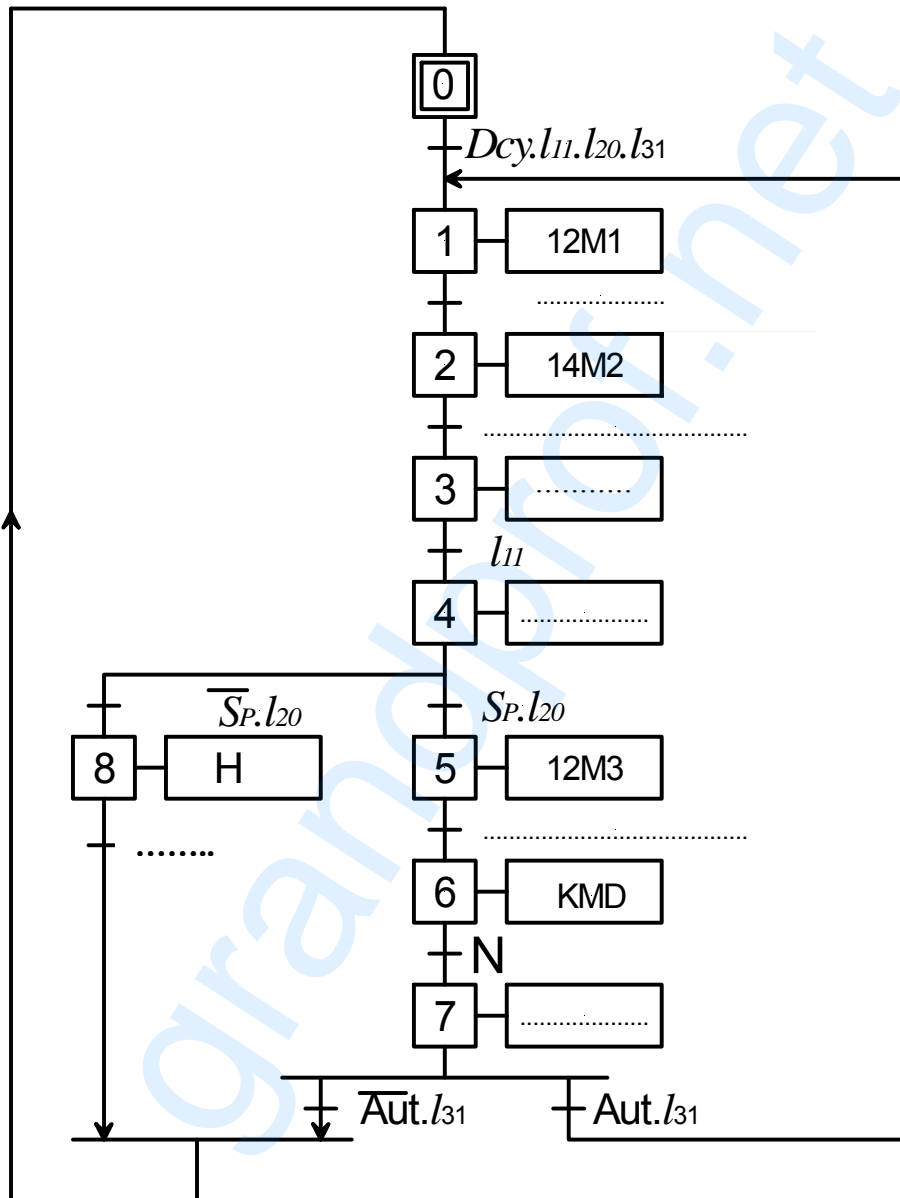 0
Dcy.l11.l20.l31
1 12M1
....................
2 14M2
..........................................
3 ...........
l11
4 ....................
S̅P.l20 SP.l20
8 H 5 12M3
........ ..........................................
6 KMD
N
7 ....................
A̅u̅t̅.l31 Aut.l31
grandprof.net